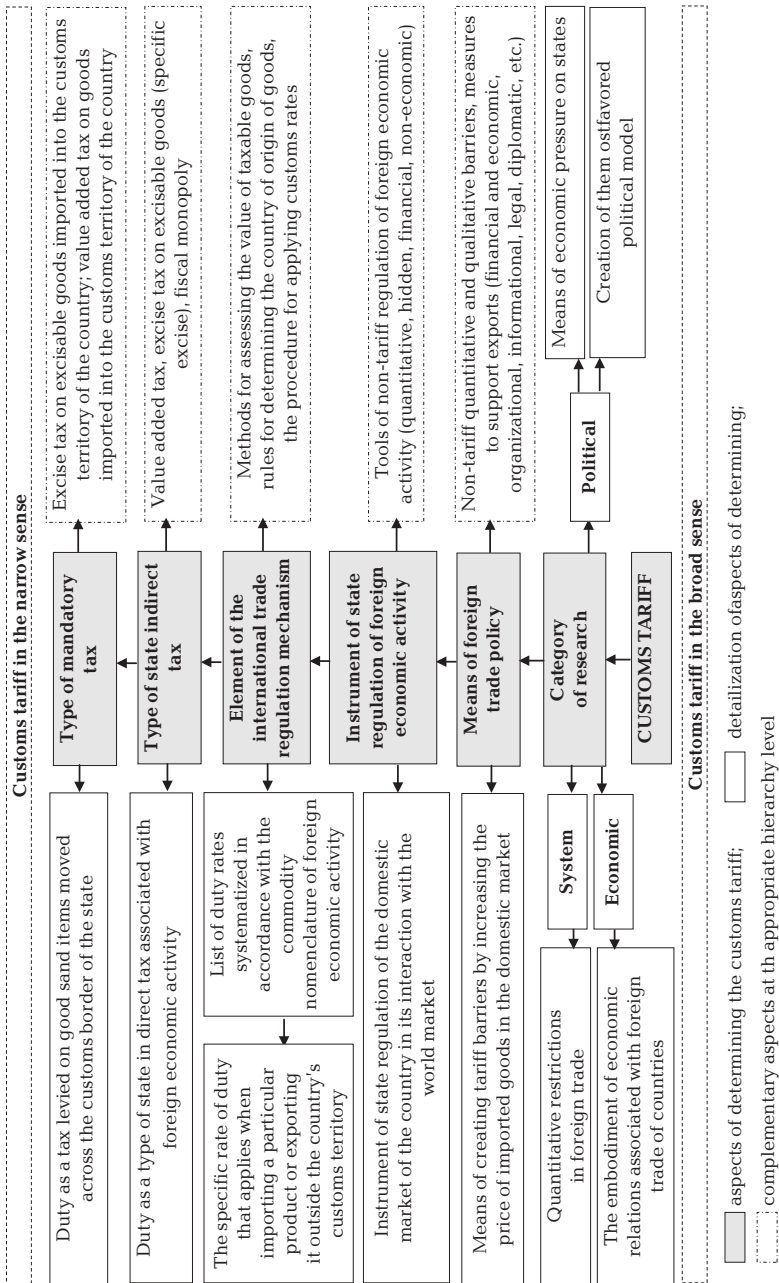 Customs tariff in the narrow sense
Duty as a tax levied on good sand items moved
across the customs border of the state
Type of mandatory
tax
Excise tax on excisable goods imported into the customs
territory of the country; value added tax on goods
imported into the customs territory of the country
Duty as a type of state in direct tax associated with
foreign economic activity
Type of state indirect
tax
Value added tax, excise tax on excisable goods (specific
excise), fiscal monopoly
The specific rate of duty
that applies when
importing a particular
product or exporting
it outside the country's
customs territory
List of duty rates
systematized in
accordance with the
commodity
nomenclature of foreign
economic activity
Element of the
international trade
regulation mechanism
Methods for assessing the value of taxable goods,
rules for determining the country of origin of goods,
the procedure for applying customs rates
Instrument of state regulation of the domestic
market of the country in its interaction with the
world market
Instrument of state
regulation of foreign
economic activity
Tools of non-tariff regulation of foreign economic
activity (quantitative, hidden, financial, non-economic)
Means of creating tariff barriers by increasing the
price of imported goods in the domestic market
Means of foreign
trade policy
Non-tariff quantitative and qualitative barriers, measures
to support exports (financial and economic,
organizational, informational, legal, diplomatic, etc.)
Quantitative restrictions
in foreign trade
System
Category
of research
Political
Means of economic pressure on states
Creation of them ostfavored
political model
The embodiment of economic
relations associated with foreign
trade of countries
Economic
CUSTOMS TARIFF
Customs tariff in the broad sense
aspects of determining the customs tariff;
detailization ofaspects of determining;
complementary aspects at th appropriate hierarchy level